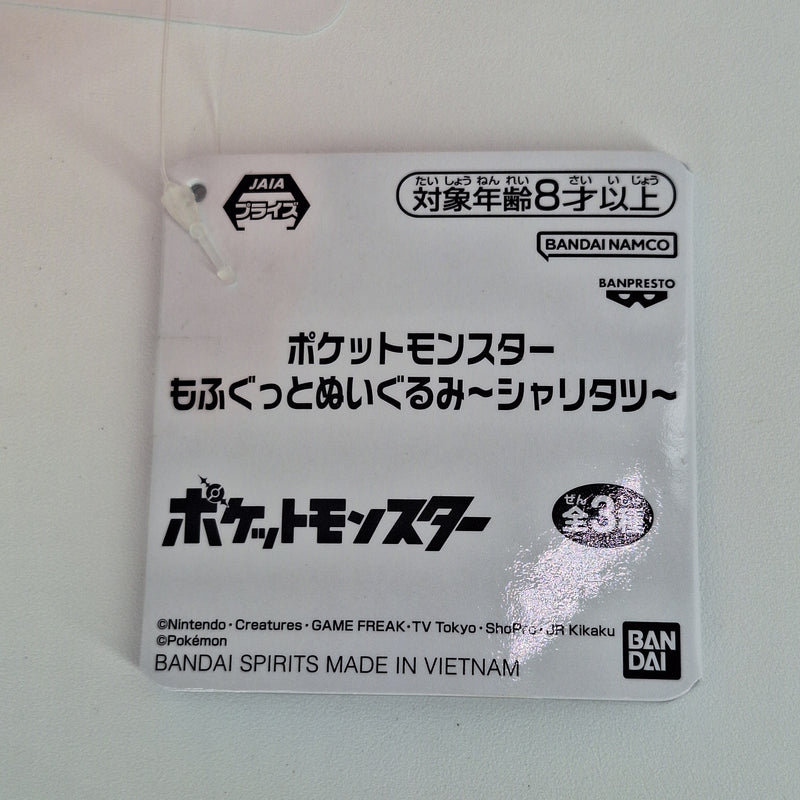 JAIA
プライズ
たいしょうねんれい さい いじょう
対象年齢8才以上
BANDAI NAMCO
BANPRESTO
ポケットモンスター
もふぐっとぬいぐるみ～シャリタツ～
ポケットモンスター
ぜん しゅ
全3種
©Nintendo・Creatures・GAME FREAK・TV Tokyo・ShoPro・JR Kikaku
©Pokémon
BANDAI SPIRITS MADE IN VIETNAM
BAN
DAI